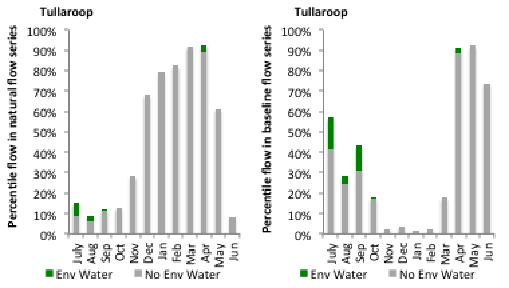 Tullaroop
Percentile flow in natural flow series
100%
90%
80%
70%
60%
50%
40%
30%
20%
10%
0%
July
Aug
Sep
Oct
Nov
Dec
Jan
Feb
Mar
Apr
May
Jun
Env Water No Env Water
Tullaroop
Percentile flow in baseline flow series
100%
90%
80%
70%
60%
50%
40%
30%
20%
10%
0%
July
Aug
Sep
Oct
Nov
Dec
Jan
Feb
Mar
Apr
May
Jun
Env Water No Env Water